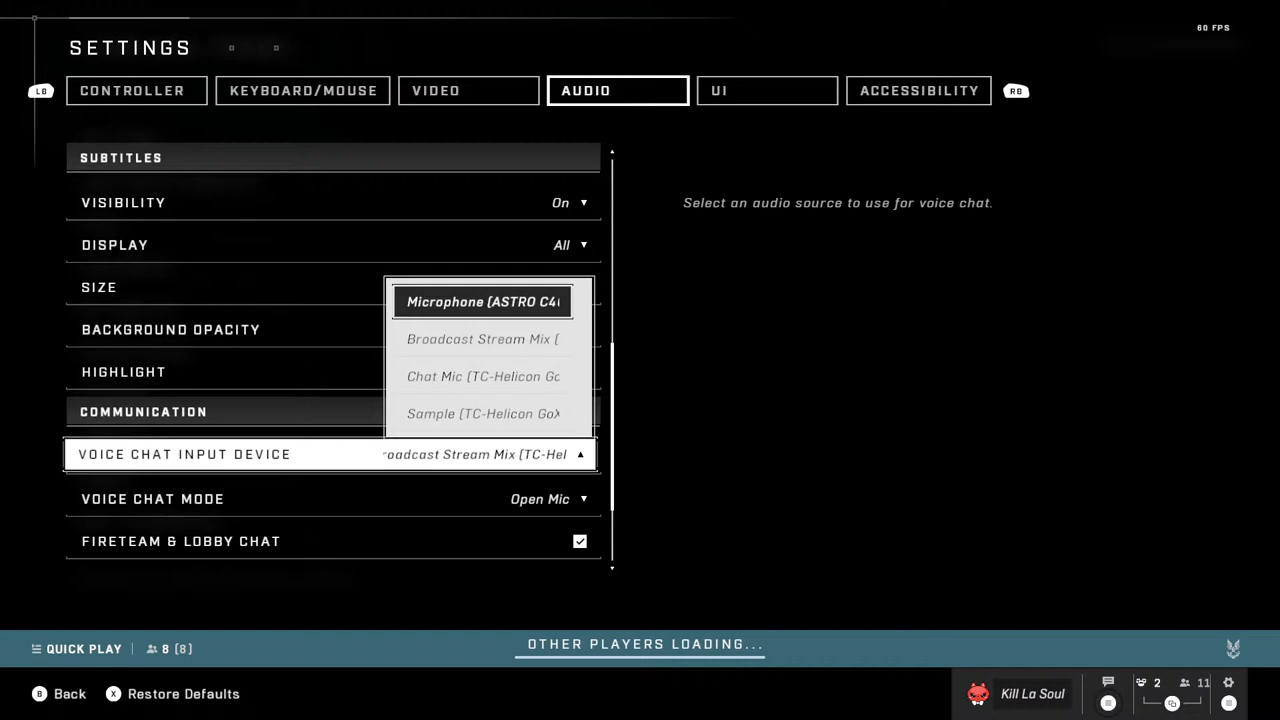 60 FPS
SETTINGS
LB CONTROLLER KEYBOARD/MOUSE VIDEO AUDIO UI ACCESSIBILITY RB
SUBTITLES
VISIBILITY On
Select an audio source to use for voice chat.
DISPLAY All
SIZE
Microphone (ASTRO C4
BACKGROUND OPACITY
Broadcast Stream Mix (
HIGHLIGHT
Chat Mic (TC-Helicon Go
COMMUNICATION
Sample (TC-Helicon GoX
VOICE CHAT INPUT DEVICE roadcast Stream Mix (TC-Hel
VOICE CHAT MODE Open Mic
FIRETEAM & LOBBY CHAT
QUICK PLAY 8 (8) OTHER PLAYERS LOADING...
B Back X Restore Defaults Kill La Soul 2 11